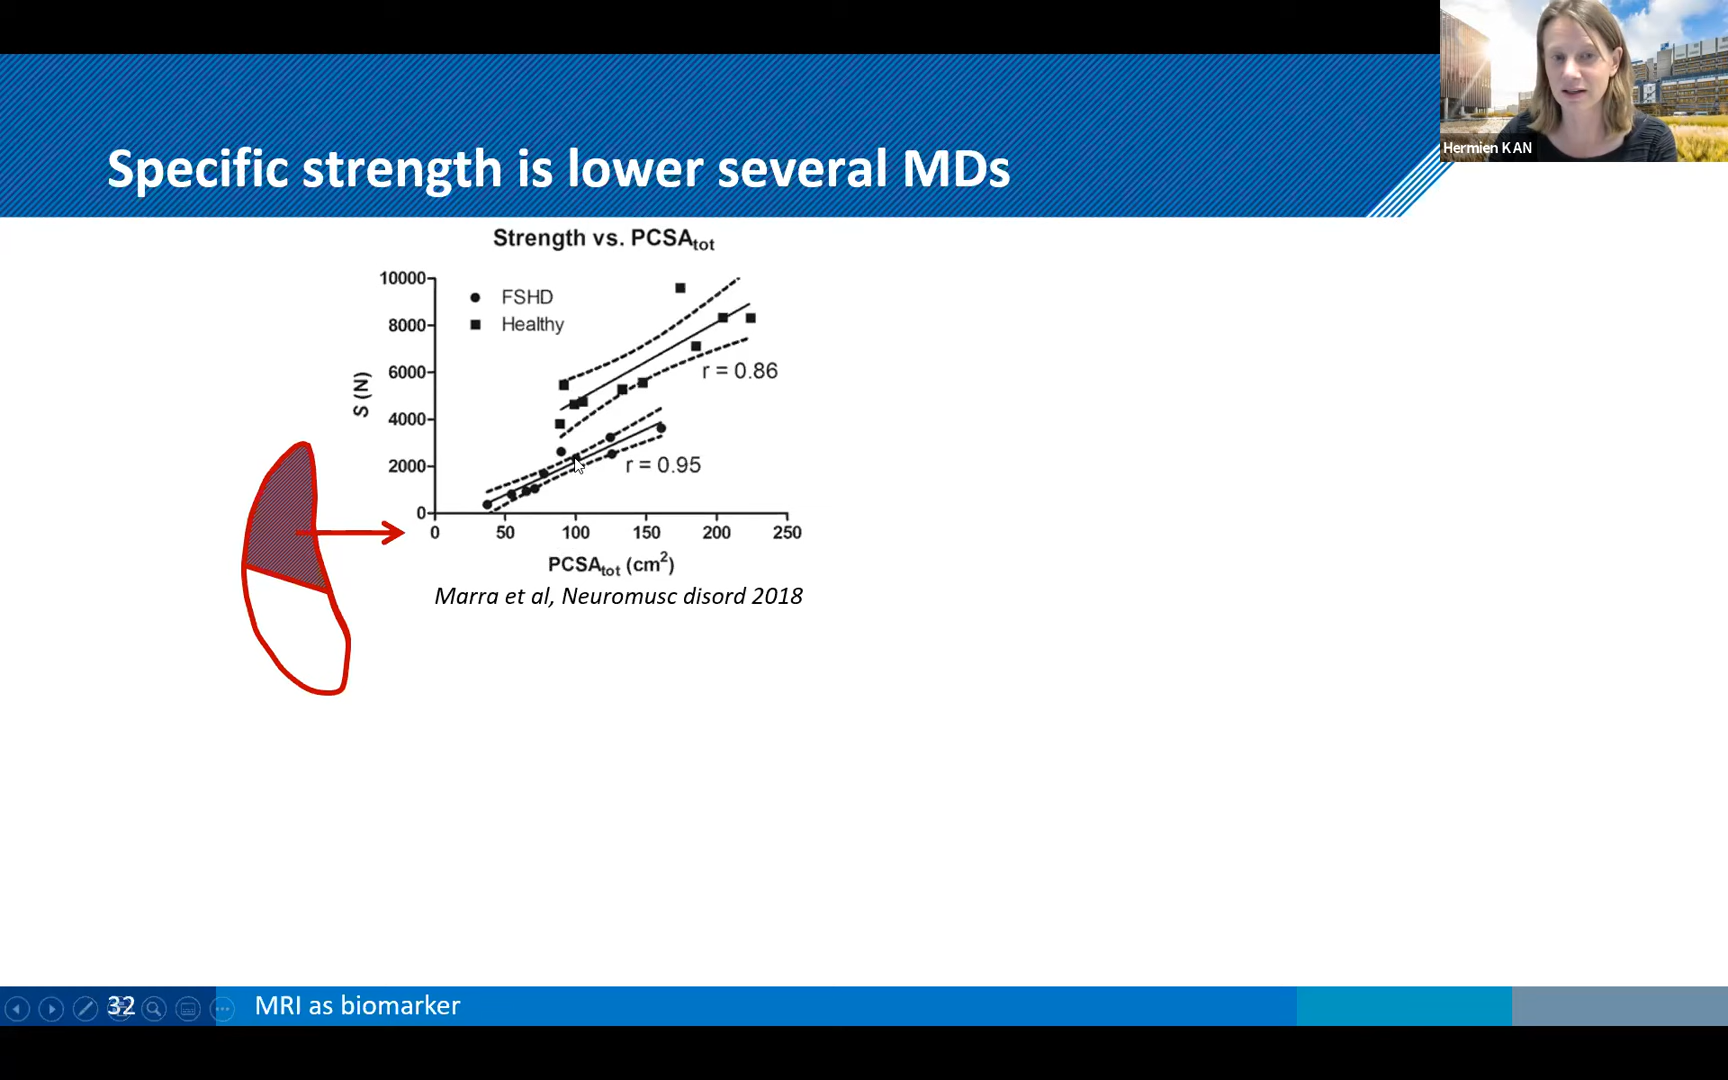 Hermien KAN
Specific strength is lower several MDs
Strength vs. PCSAtot
10000
8000
6000
4000
2000
0
S (N)
FSHD
Healthy
r = 0.86
r = 0.95
0 50 100 150 200 250
PCSAtot (cm2)
Marra et al, Neuromusc disord 2018
32 MRI as biomarker